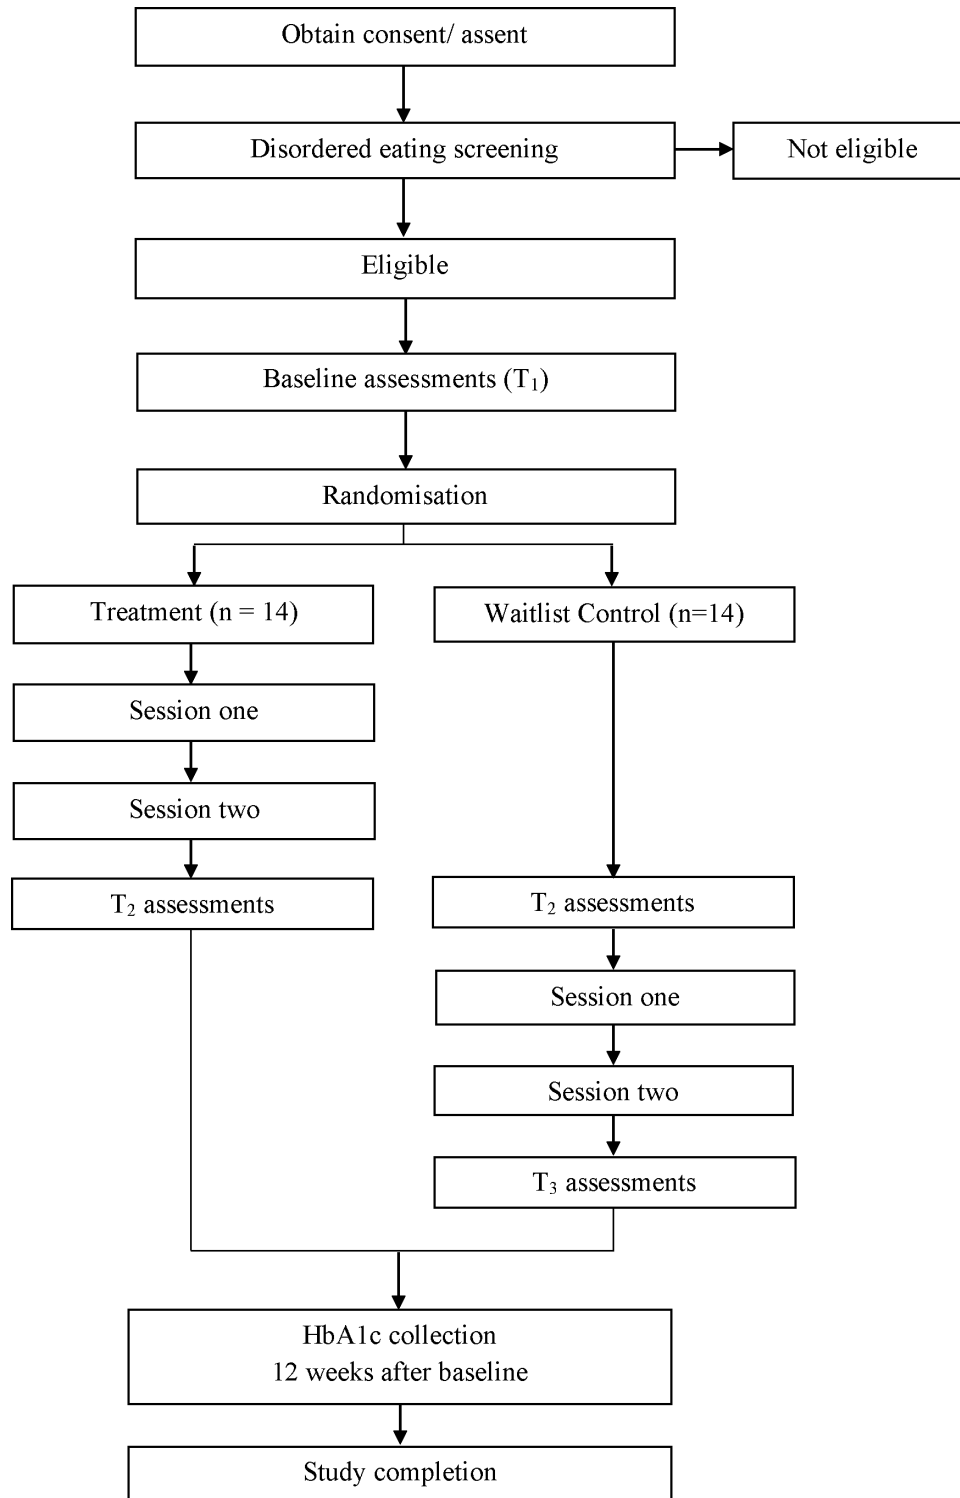 Obtain consent/ assent
Disordered eating screening
Not eligible
Eligible
Baseline assessments (T₁)
Randomisation
Treatment (n = 14)
Waitlist Control (n=14)
Session one
Session two
T₂ assessments
T₂ assessments
Session one
Session two
T₃ assessments
HbA1c collection
12 weeks after baseline
Study completion